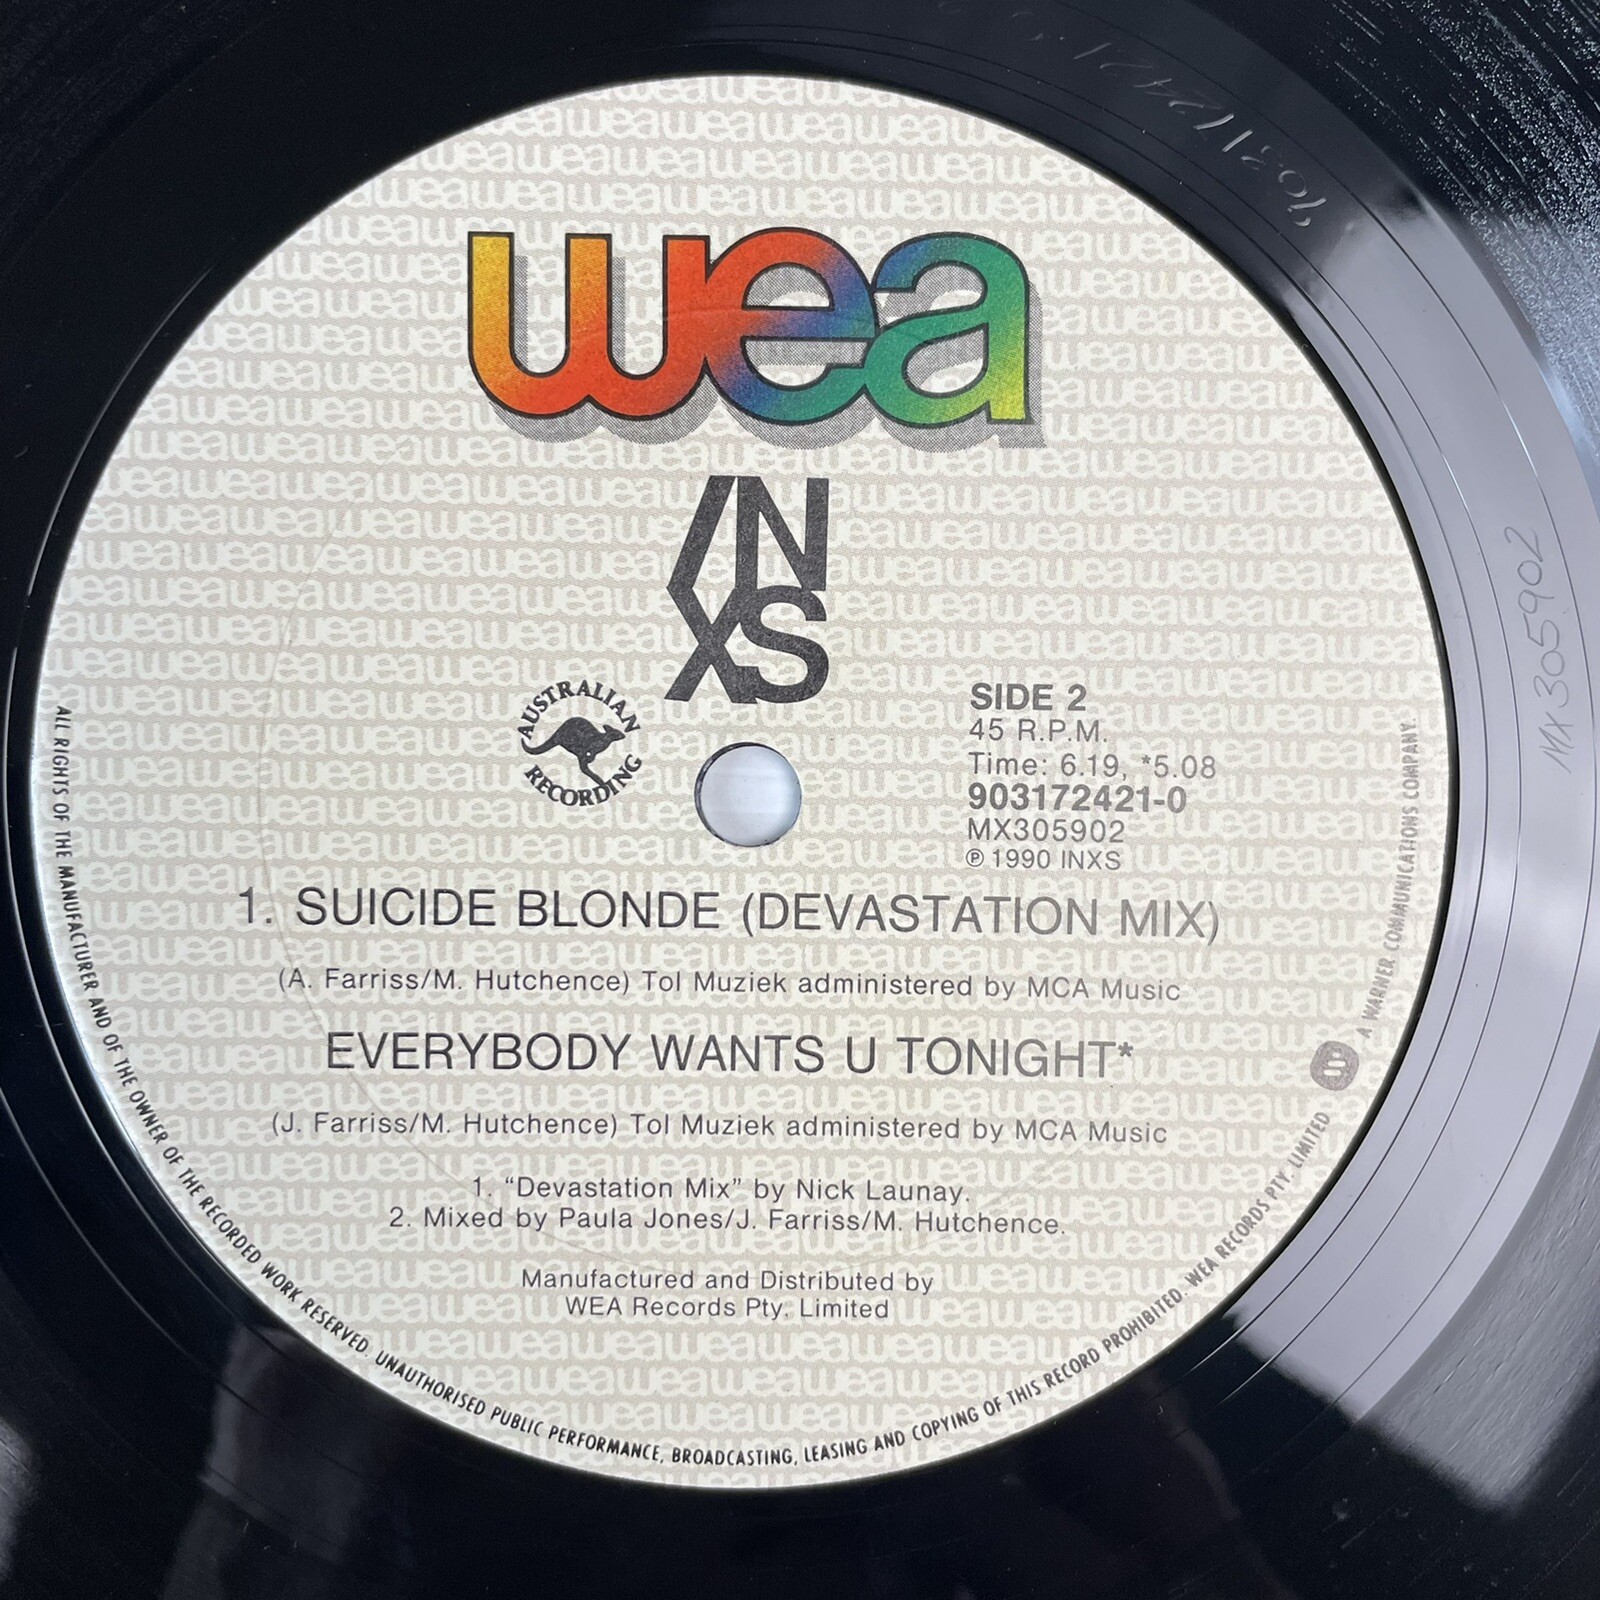 wea
INXS
AUSTRALIAN RECORDING
SIDE 2
45 R.P.M.
Time: 6.19, *5.08
903172421-0
MX305902
℗ 1990 INXS
1. SUICIDE BLONDE (DEVASTATION MIX)
(A. Farriss/M. Hutchence) Tol Muziek administered by MCA Music
EVERYBODY WANTS U TONIGHT*
(J. Farriss/M. Hutchence) Tol Muziek administered by MCA Music
1. “Devastation Mix” by Nick Launay.
2. Mixed by Paula Jones/J. Farriss/M. Hutchence.
Manufactured and Distributed by
WEA Records Pty. Limited
ALL RIGHTS OF THE MANUFACTURER AND OF THE OWNER OF THE RECORDED WORK RESERVED. UNAUTHORISED PUBLIC PERFORMANCE, BROADCASTING, LEASING AND COPYING OF THIS RECORD PROHIBITED. WEA RECORDS PTY. LIMITED A WARNER COMMUNICATIONS COMPANY.
MX305902